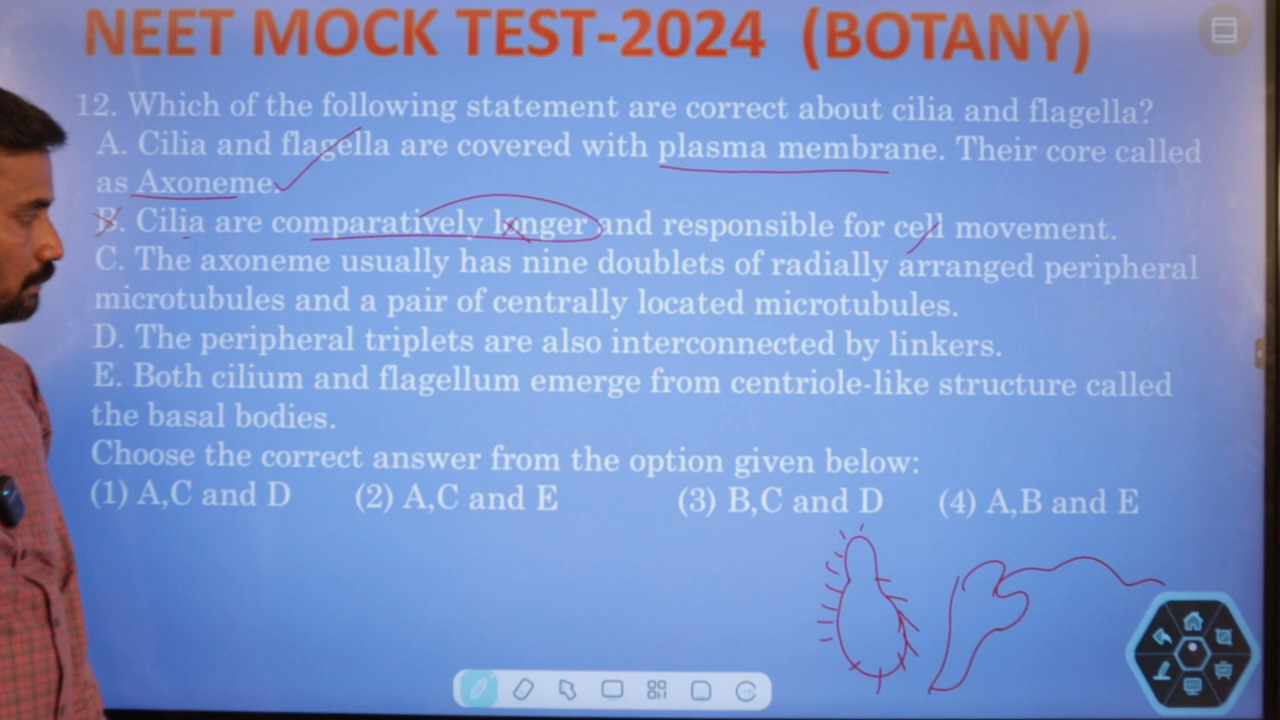 NEET MOCK TEST-2024 (BOTANY)
12. Which of the following statement are correct about cilia and flagella?
A. Cilia and flagella are covered with plasma membrane. Their core called
as Axoneme.
B. Cilia are comparatively longer and responsible for cell movement.
C. The axoneme usually has nine doublets of radially arranged peripheral
microtubules and a pair of centrally located microtubules.
D. The peripheral triplets are also interconnected by linkers.
E. Both cilium and flagellum emerge from centriole-like structure called
the basal bodies.
Choose the correct answer from the option given below:
(1) A,C and D (2) A,C and E (3) B,C and D (4) A,B and E